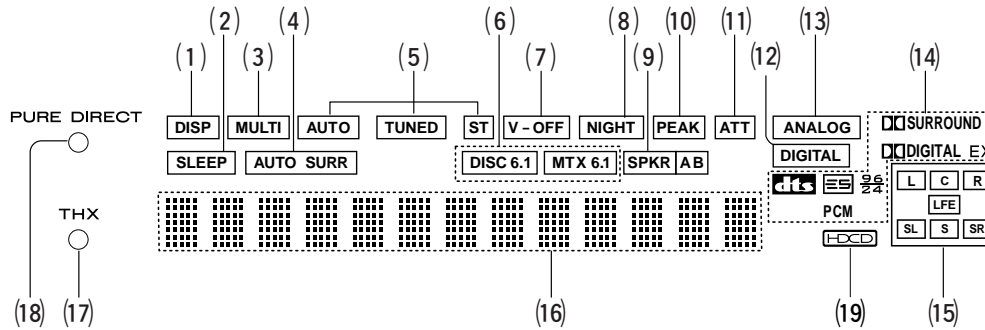 (2) (4) (6) (8) (10) (11) (13)
(1) (3) (5) (7) (9) (12) (14)
PURE DIRECT
DISP MULTI AUTO TUNED ST V – OFF NIGHT PEAK ATT ANALOG SURROUND
SLEEP AUTO SURR DISC 6.1 MTX 6.1 SPKR A B DIGITAL DIGITAL EX
dts ES 96/24 L C R
THX PCM LFE
HDCD SL S SR
(18) (17) (16) (19) (15)